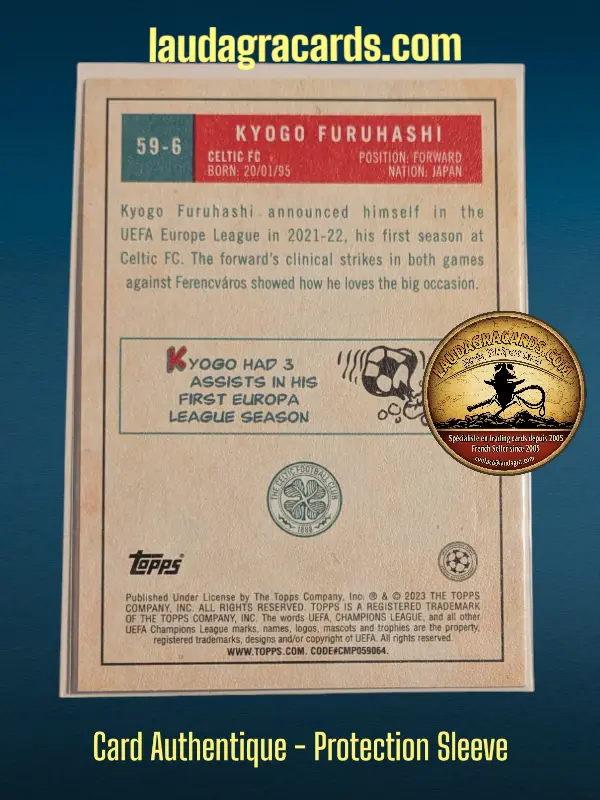 laudagracards.com
59-6
KYOGO FURUHASHI
CELTIC FC
POSITION: FORWARD
BORN: 20/01/95
NATION: JAPAN
Kyogo Furuhashi announced himself in the
UEFA Europe League in 2021-22, his first season at
Celtic FC. The forward's clinical strikes in both games
against Ferencváros showed how he loves the big occasion.
KYOGO HAD 3
ASSISTS IN HIS
FIRST EUROPA
LEAGUE SEASON
LAUDAGRACARDS.COM
Spécialiste en trading cards depuis 2005
French Seller since 2005
THE CELTIC FOOTBALL CLUB
1888
topps
Published Under License by The Topps Company, Inc. ® & © 2023 THE TOPPS
COMPANY, INC. ALL RIGHTS RESERVED. TOPPS IS A REGISTERED TRADEMARK
OF THE TOPPS COMPANY, INC. The words UEFA, CHAMPIONS LEAGUE, and all other
UEFA Champions League marks, names, logos, mascots and trophies are the property,
registered trademarks, designs and/or copyright of UEFA. All rights reserved.
WWW.TOPPS.COM. CODE#CMP059064.
Card Authentique - Protection Sleeve